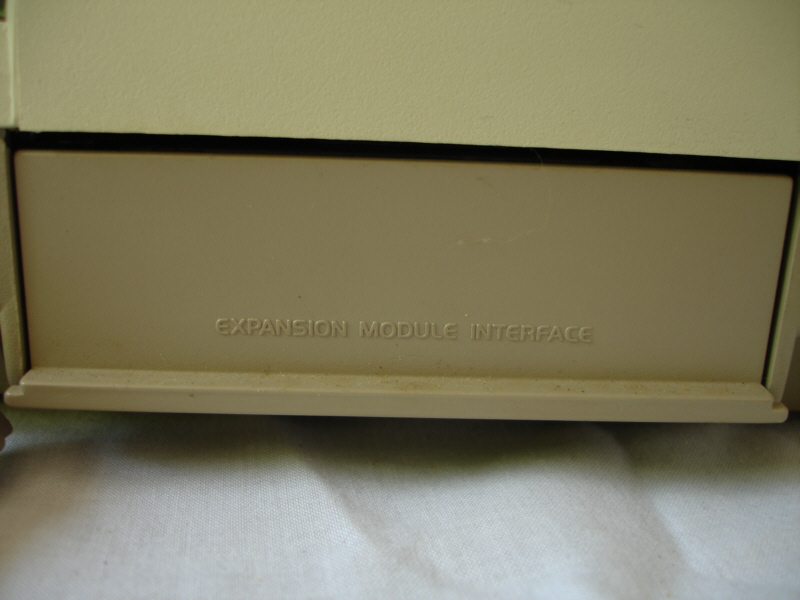 EXPANSION MODULE INTERFACE